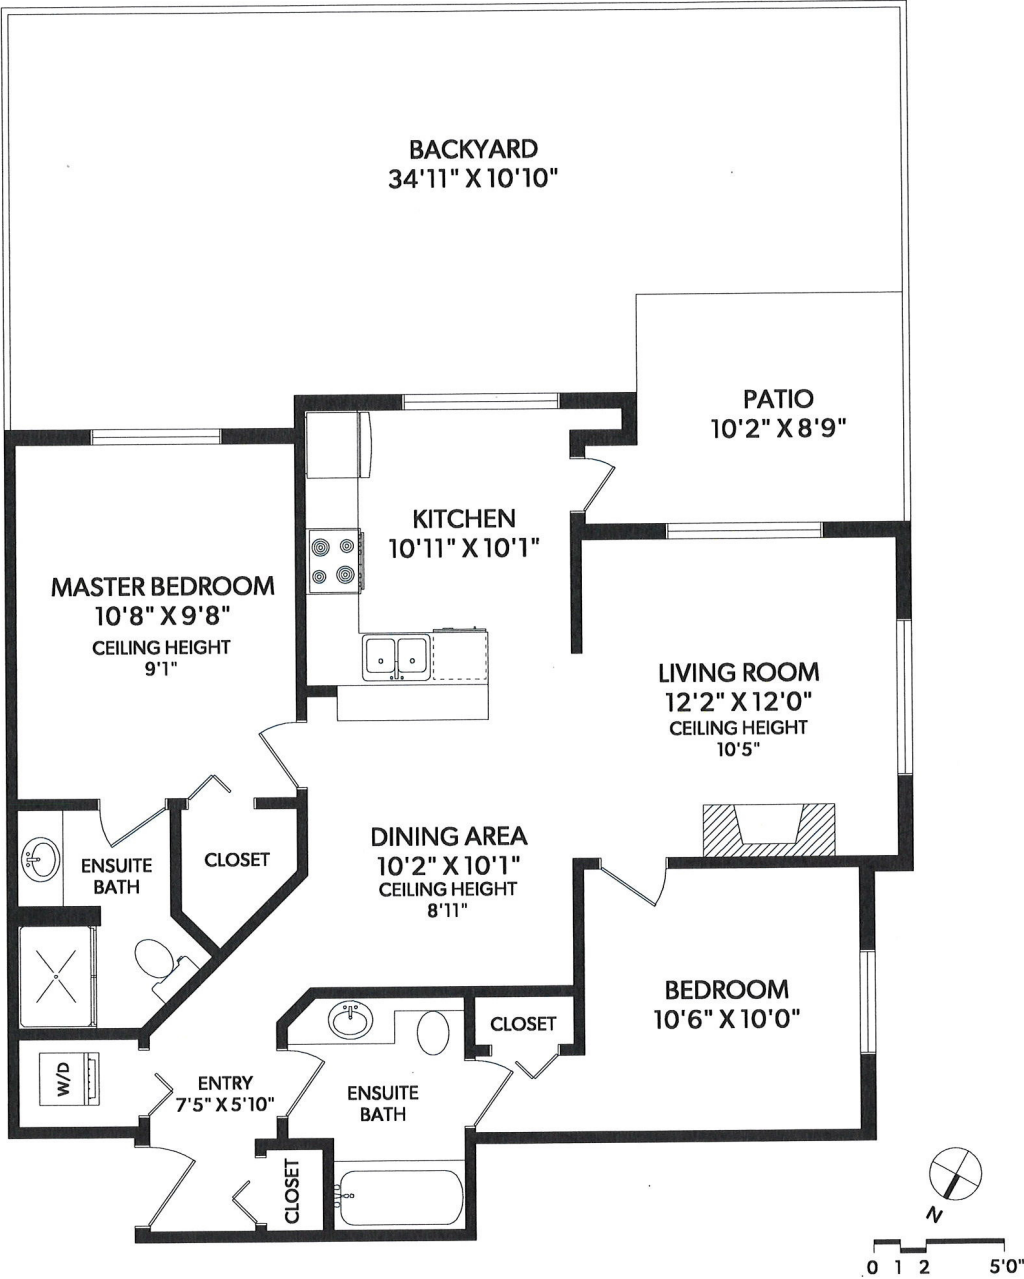 BACKYARD
34'11" X 10'10"
PATIO
10'2" X 8'9"
KITCHEN
10'11" X 10'1"
MASTER BEDROOM
10'8" X 9'8"
CEILING HEIGHT
9'1"
LIVING ROOM
12'2" X 12'0"
CEILING HEIGHT
10'5"
DINING AREA
10'2" X 10'1"
CEILING HEIGHT
8'11"
ENSUITE
BATH
CLOSET
BEDROOM
10'6" X 10'0"
CLOSET
W/D
ENTRY
7'5" X 5'10"
ENSUITE
BATH
CLOSET
N
0 1 2 5'0"